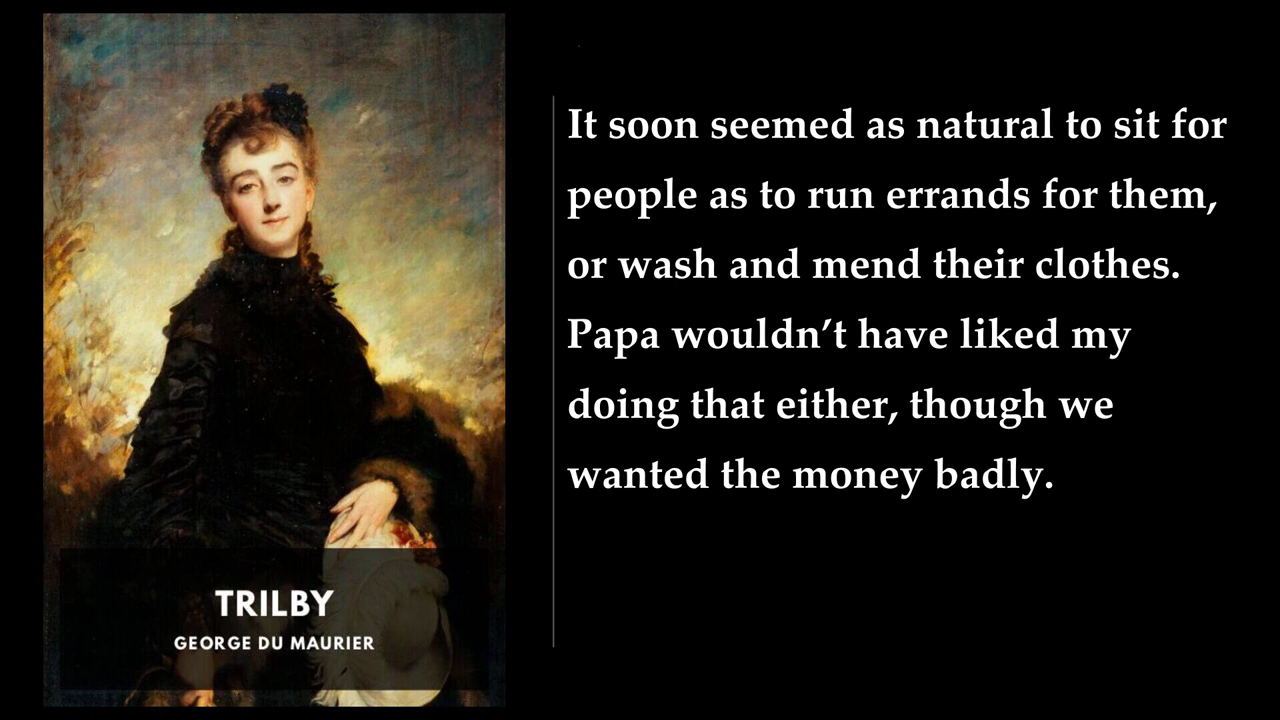 TRILBY
GEORGE DU MAURIER
It soon seemed as natural to sit for
people as to run errands for them,
or wash and mend their clothes.
Papa wouldn’t have liked my
doing that either, though we
wanted the money badly.